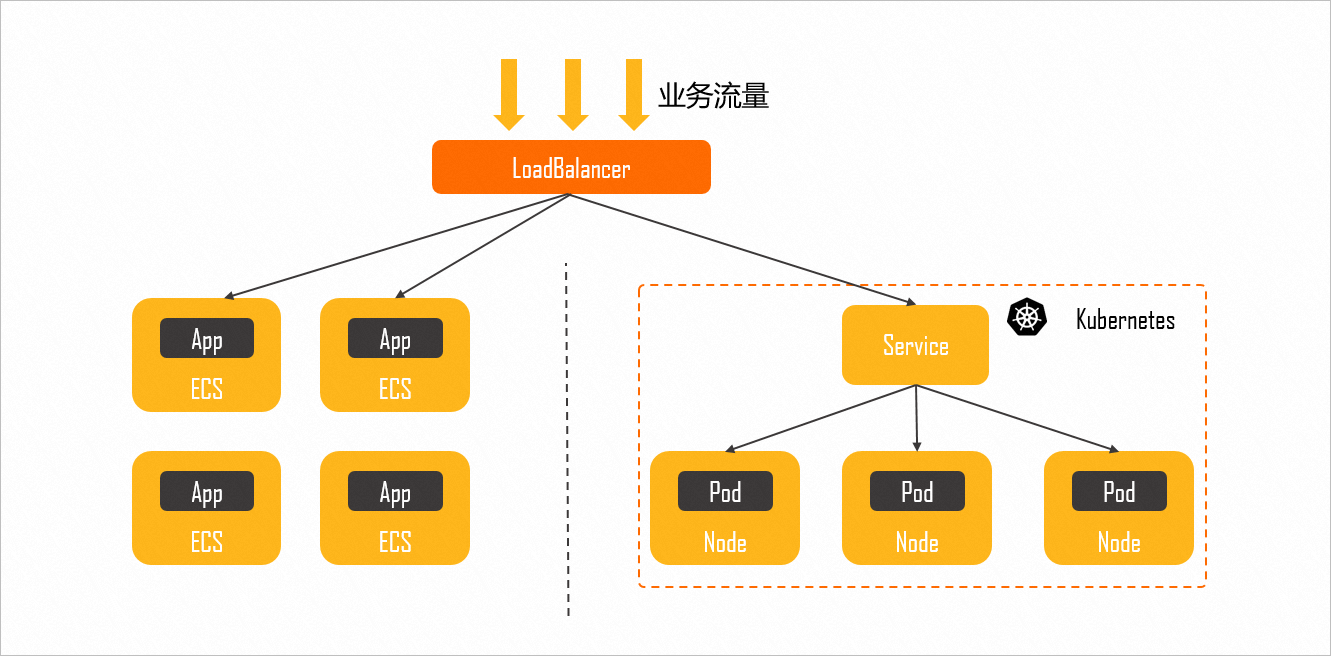 业务流量
LoadBalancer
Kubernetes
Service
App
ECS
App
ECS
App
ECS
App
ECS
Pod
Node
Pod
Node
Pod
Node